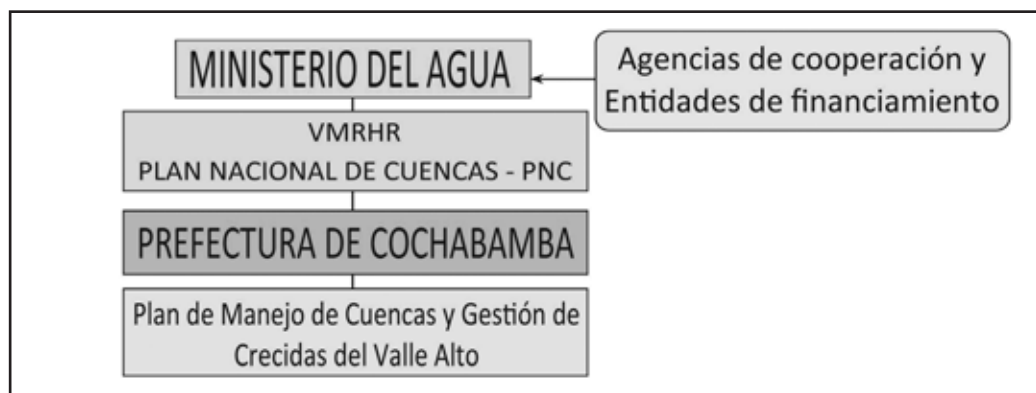 MINISTERIO DEL AGUA
Agencias de cooperación y
Entidades de financiamiento
VMRHR
PLAN NACIONAL DE CUENCAS - PNC
PREFECTURA DE COCHABAMBA
Plan de Manejo de Cuencas y Gestión de
Crecidas del Valle Alto